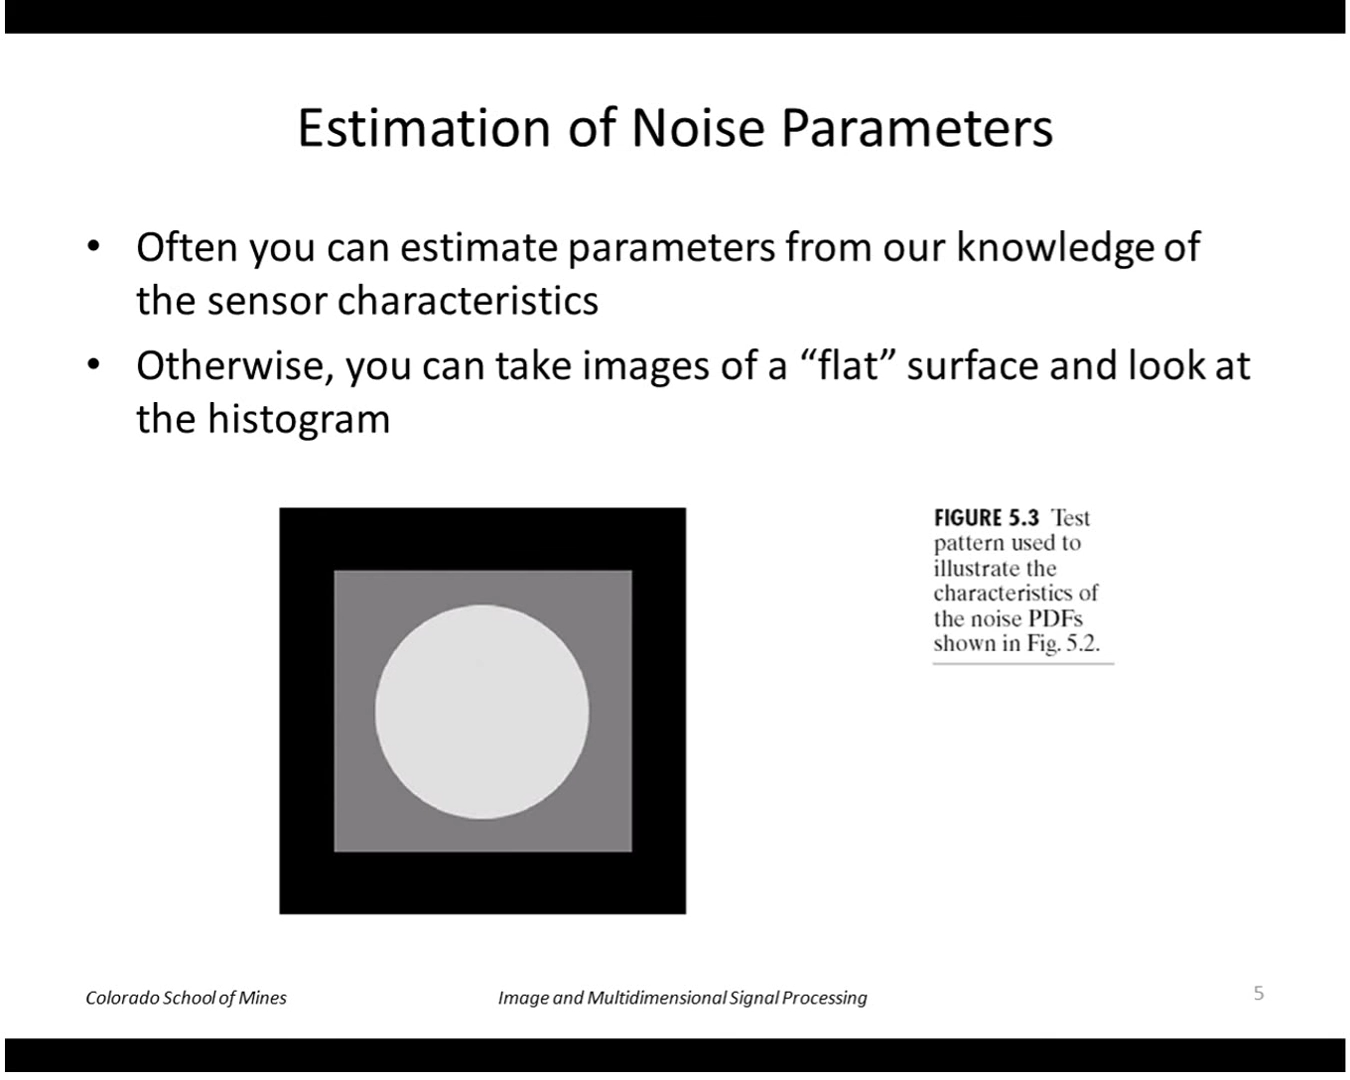 Estimation of Noise Parameters
• Often you can estimate parameters from our knowledge of
the sensor characteristics
• Otherwise, you can take images of a “flat” surface and look at
the histogram
FIGURE 5.3 Test
pattern used to
illustrate the
characteristics of
the noise PDFs
shown in Fig. 5.2.
Colorado School of Mines
Image and Multidimensional Signal Processing
5